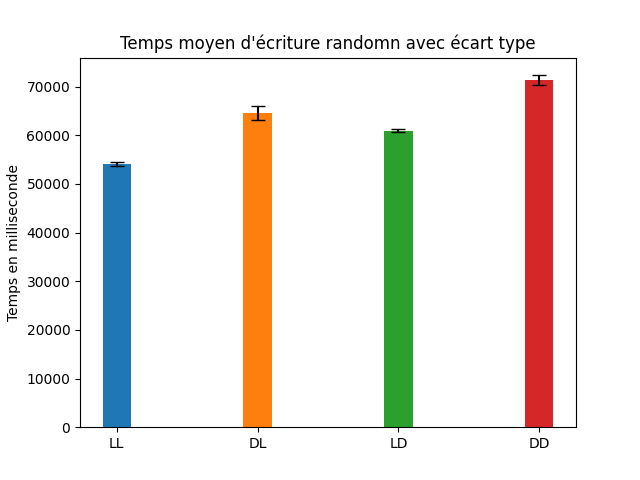 Temps moyen d'écriture randomn avec écart type
Temps en milliseconde
70000
60000
50000
40000
30000
20000
10000
0
LL DL LD DD